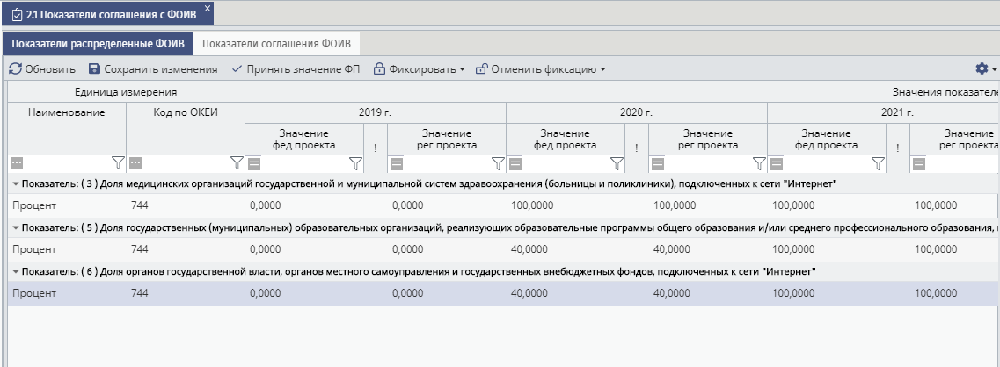 2.1 Показатели соглашения с ФОИВ
Показатели распределенные ФОИВ Показатели соглашения ФОИВ
Обновить Сохранить изменения Принять значение ФП Фиксировать Отменить фиксацию
Единица измерения Значения показателе
Наименование Код по ОКЕИ 2019 г. 2020 г. 2021 г.
Значение фед.проекта ! Значение рег.проекта Значение фед.проекта ! Значение рег.проекта Значение фед.проекта ! Значение рег.проекта
Показатель: ( 3 ) Доля медицинских организаций государственной и муниципальной систем здравоохранения (больницы и поликлиники), подключенных к сети "Интернет"
Процент 744 0,0000 0,0000 100,0000 100,0000 100,0000 100,0000
Показатель: ( 5 ) Доля государственных (муниципальных) образовательных организаций, реализующих образовательные программы общего образования и/или среднего профессионального образования,
Процент 744 0,0000 0,0000 40,0000 40,0000 100,0000 100,0000
Показатель: ( 6 ) Доля органов государственной власти, органов местного самоуправления и государственных внебюджетных фондов, подключенных к сети "Интернет"
Процент 744 0,0000 0,0000 40,0000 40,0000 100,0000 100,0000